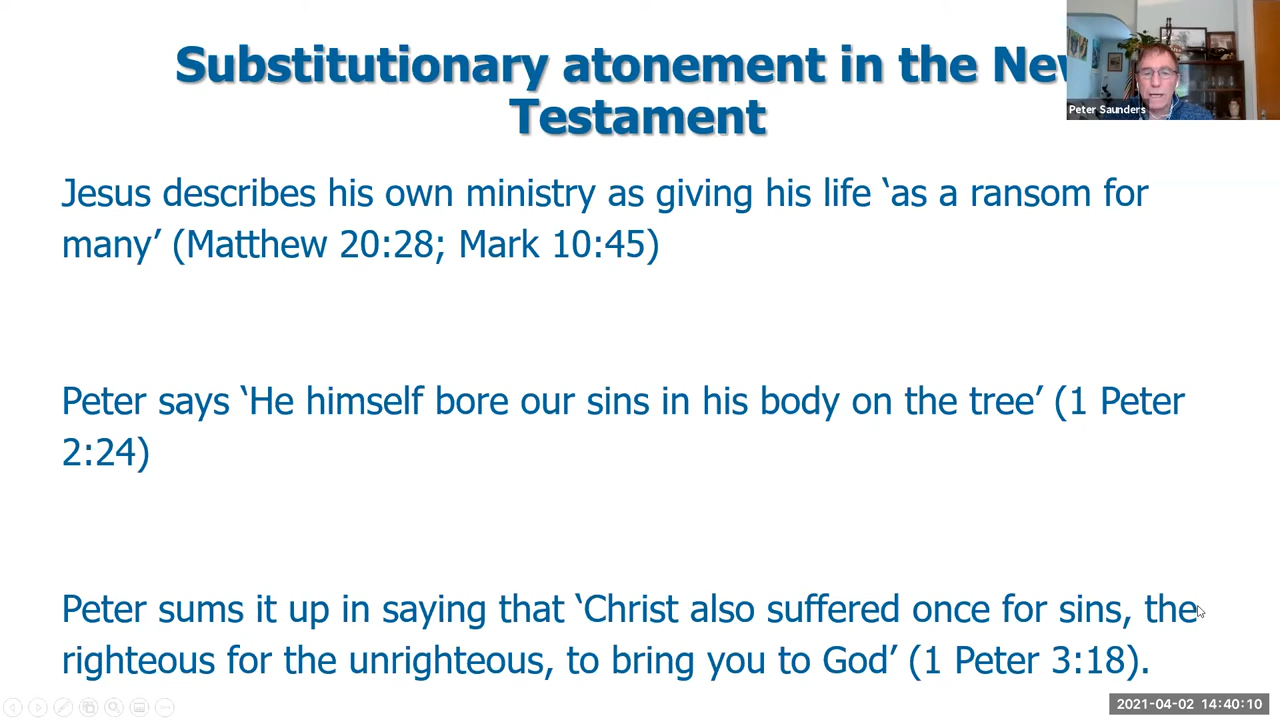 Substitutionary atonement in the New
Testament
Peter Saunders
Jesus describes his own ministry as giving his life ‘as a ransom for
many’ (Matthew 20:28; Mark 10:45)
Peter says ‘He himself bore our sins in his body on the tree’ (1 Peter
2:24)
Peter sums it up in saying that ‘Christ also suffered once for sins, the
righteous for the unrighteous, to bring you to God’ (1 Peter 3:18).
2021-04-02 14:40:10